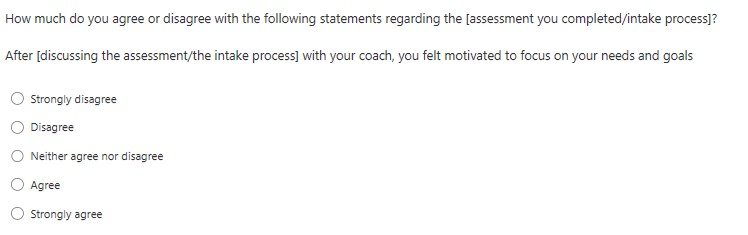 How much do you agree or disagree with the following statements regarding the [assessment you completed/intake process]?
After [discussing the assessment/the intake process] with your coach, you felt motivated to focus on your needs and goals
Strongly disagree
Disagree
Neither agree nor disagree
Agree
Strongly agree